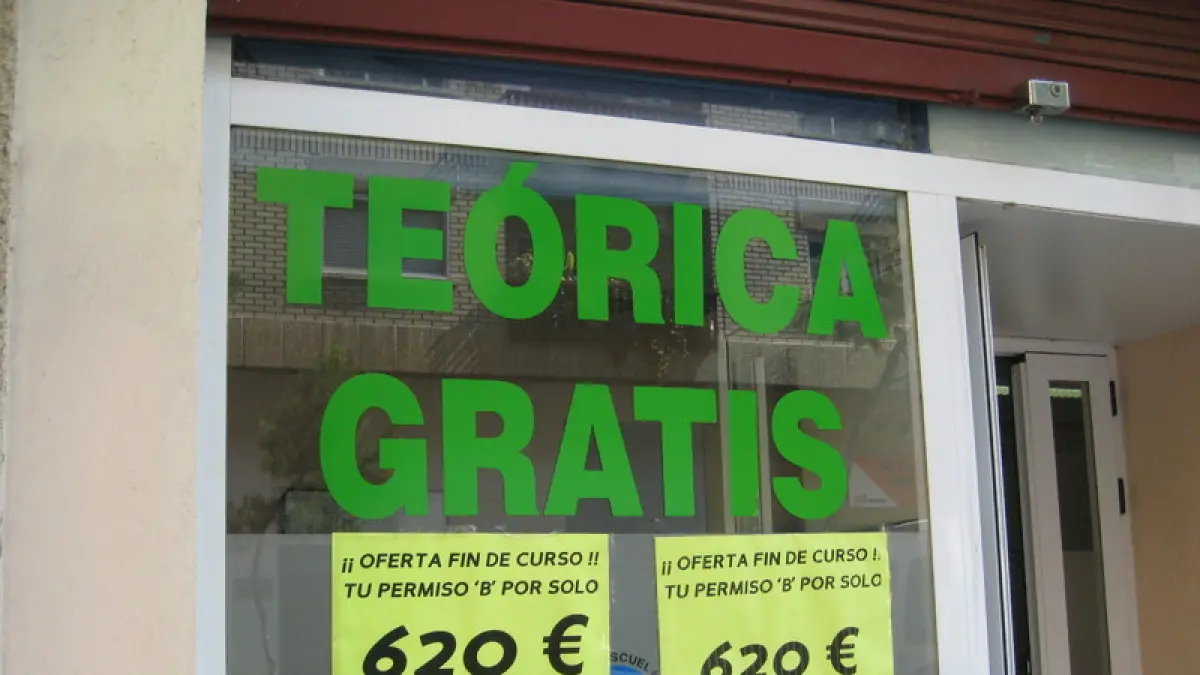 TEÓRICA
GRATIS
¡¡ OFERTA FIN DE CURSO !!
TU PERMISO ‘B’ POR SOLO
620 €
¡¡ OFERTA FIN DE CURSO !.
TU PERMISO ‘B’ POR SOLO
620 €